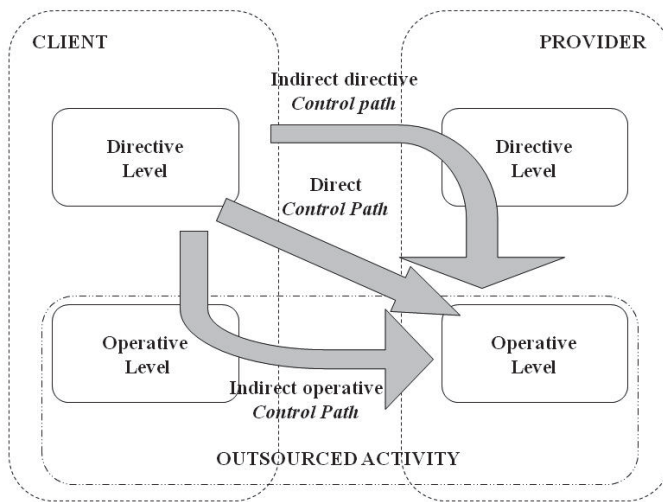 CLIENT
PROVIDER
Indirect directive
Control path
Directive
Level
Directive
Level
Direct
Control Path
Operative
Level
Operative
Level
Indirect operative
Control Path
OUTSOURCED ACTIVITY